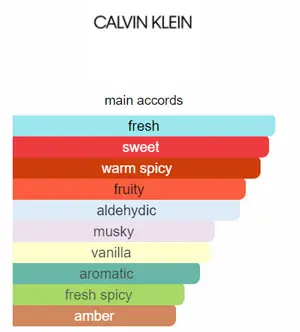 CALVIN KLEIN
main accords
fresh
sweet
warm spicy
fruity
aldehydic
musky
vanilla
aromatic
fresh spicy
amber